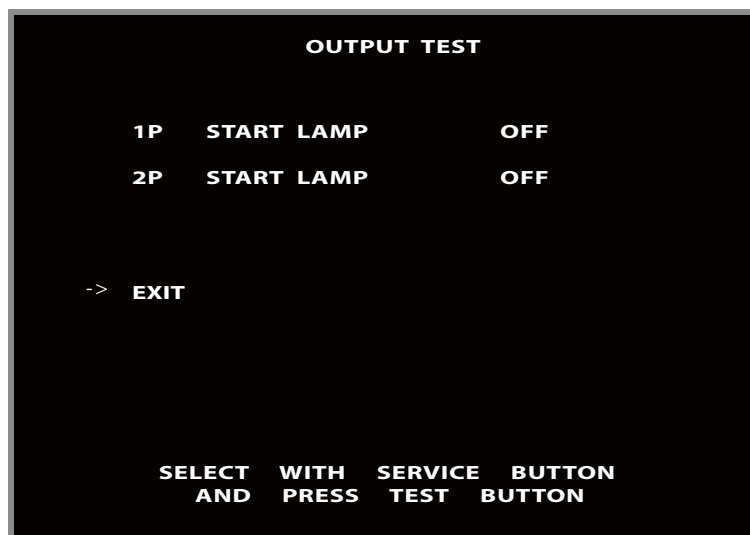 OUTPUT TEST
1P START LAMP OFF
2P START LAMP OFF
-> EXIT
SELECT WITH SERVICE BUTTON
AND PRESS TEST BUTTON